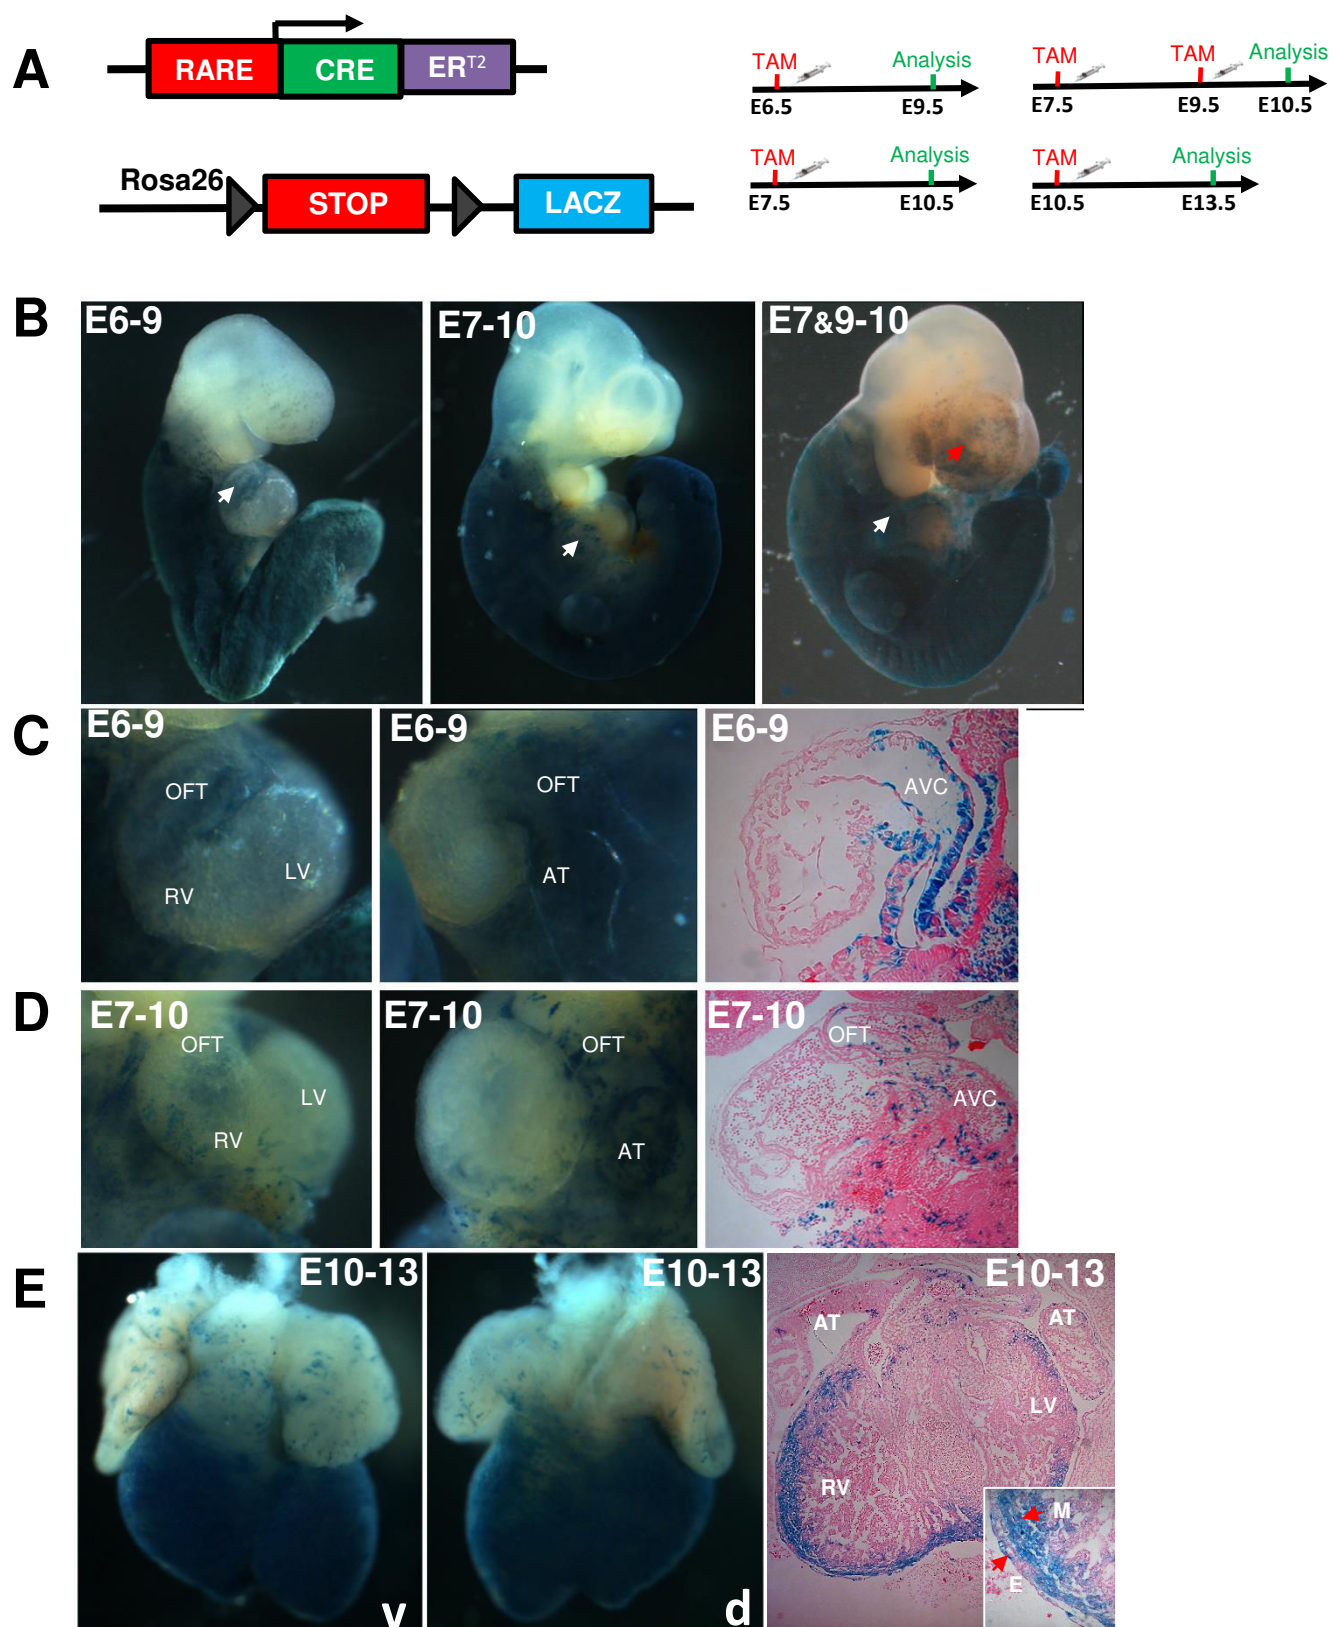 A
RARE CRE ERT2
Rosa26
STOP LACZ
TAM Analysis
E6.5 E9.5
TAM TAM Analysis
E7.5 E9.5 E10.5
TAM Analysis
E7.5 E10.5
TAM Analysis
E10.5 E13.5
B
E6-9 E7-10 E7&9-10
C
E6-9 E6-9 E6-9
OFT
LV
RV
OFT
AT
AVC
D
E7-10 E7-10 E7-10
OFT
LV
RV
OFT
AT
OFT
AVC
E
E10-13 E10-13 E10-13
v
d
AT AT
LV
RV
M
E